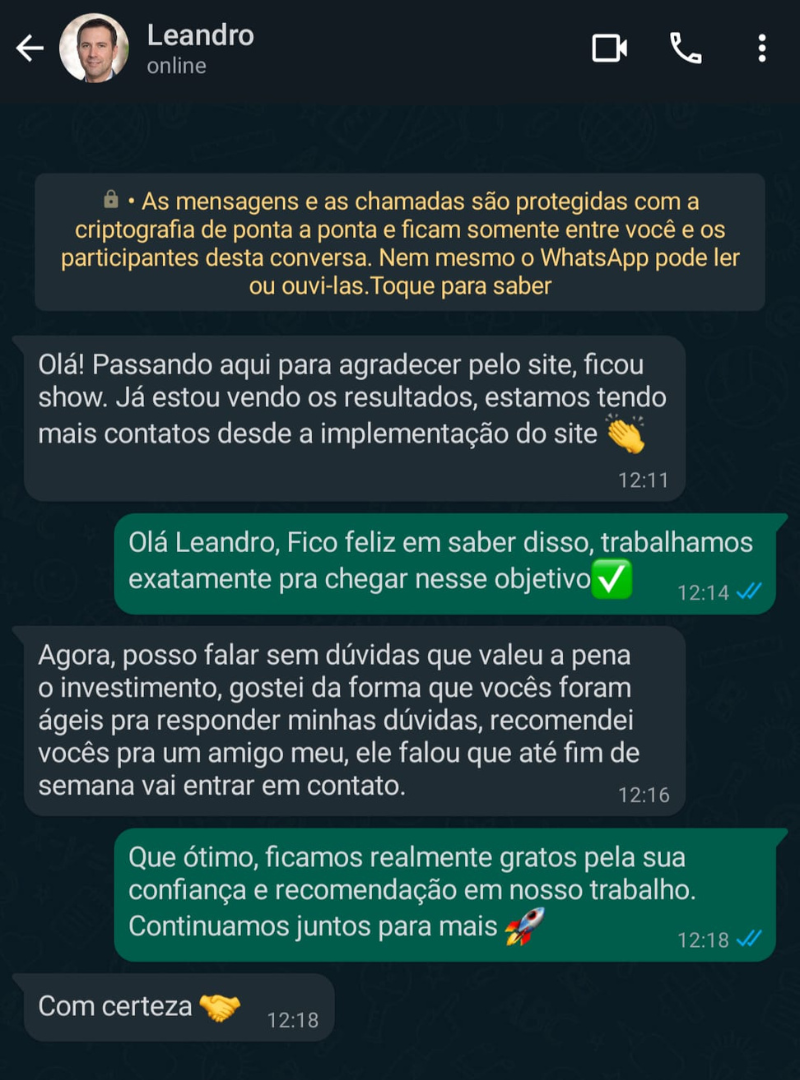 Leandro
online
🔒 • As mensagens e as chamadas são protegidas com a
criptografia de ponta a ponta e ficam somente entre você e os
participantes desta conversa. Nem mesmo o WhatsApp pode ler
ou ouvi-las.Toque para saber
Olá! Passando aqui para agradecer pelo site, ficou
show. Já estou vendo os resultados, estamos tendo
mais contatos desde a implementação do site 👏
12:11
Olá Leandro, Fico feliz em saber disso, trabalhamos
exatamente pra chegar nesse objetivo✅
12:14
Agora, posso falar sem dúvidas que valeu a pena
o investimento, gostei da forma que vocês foram
ágeis pra responder minhas dúvidas, recomendei
vocês pra um amigo meu, ele falou que até fim de
semana vai entrar em contato.
12:16
Que ótimo, ficamos realmente gratos pela sua
confiança e recomendação em nosso trabalho.
Continuamos juntos para mais 🚀
12:18
Com certeza 🤝
12:18